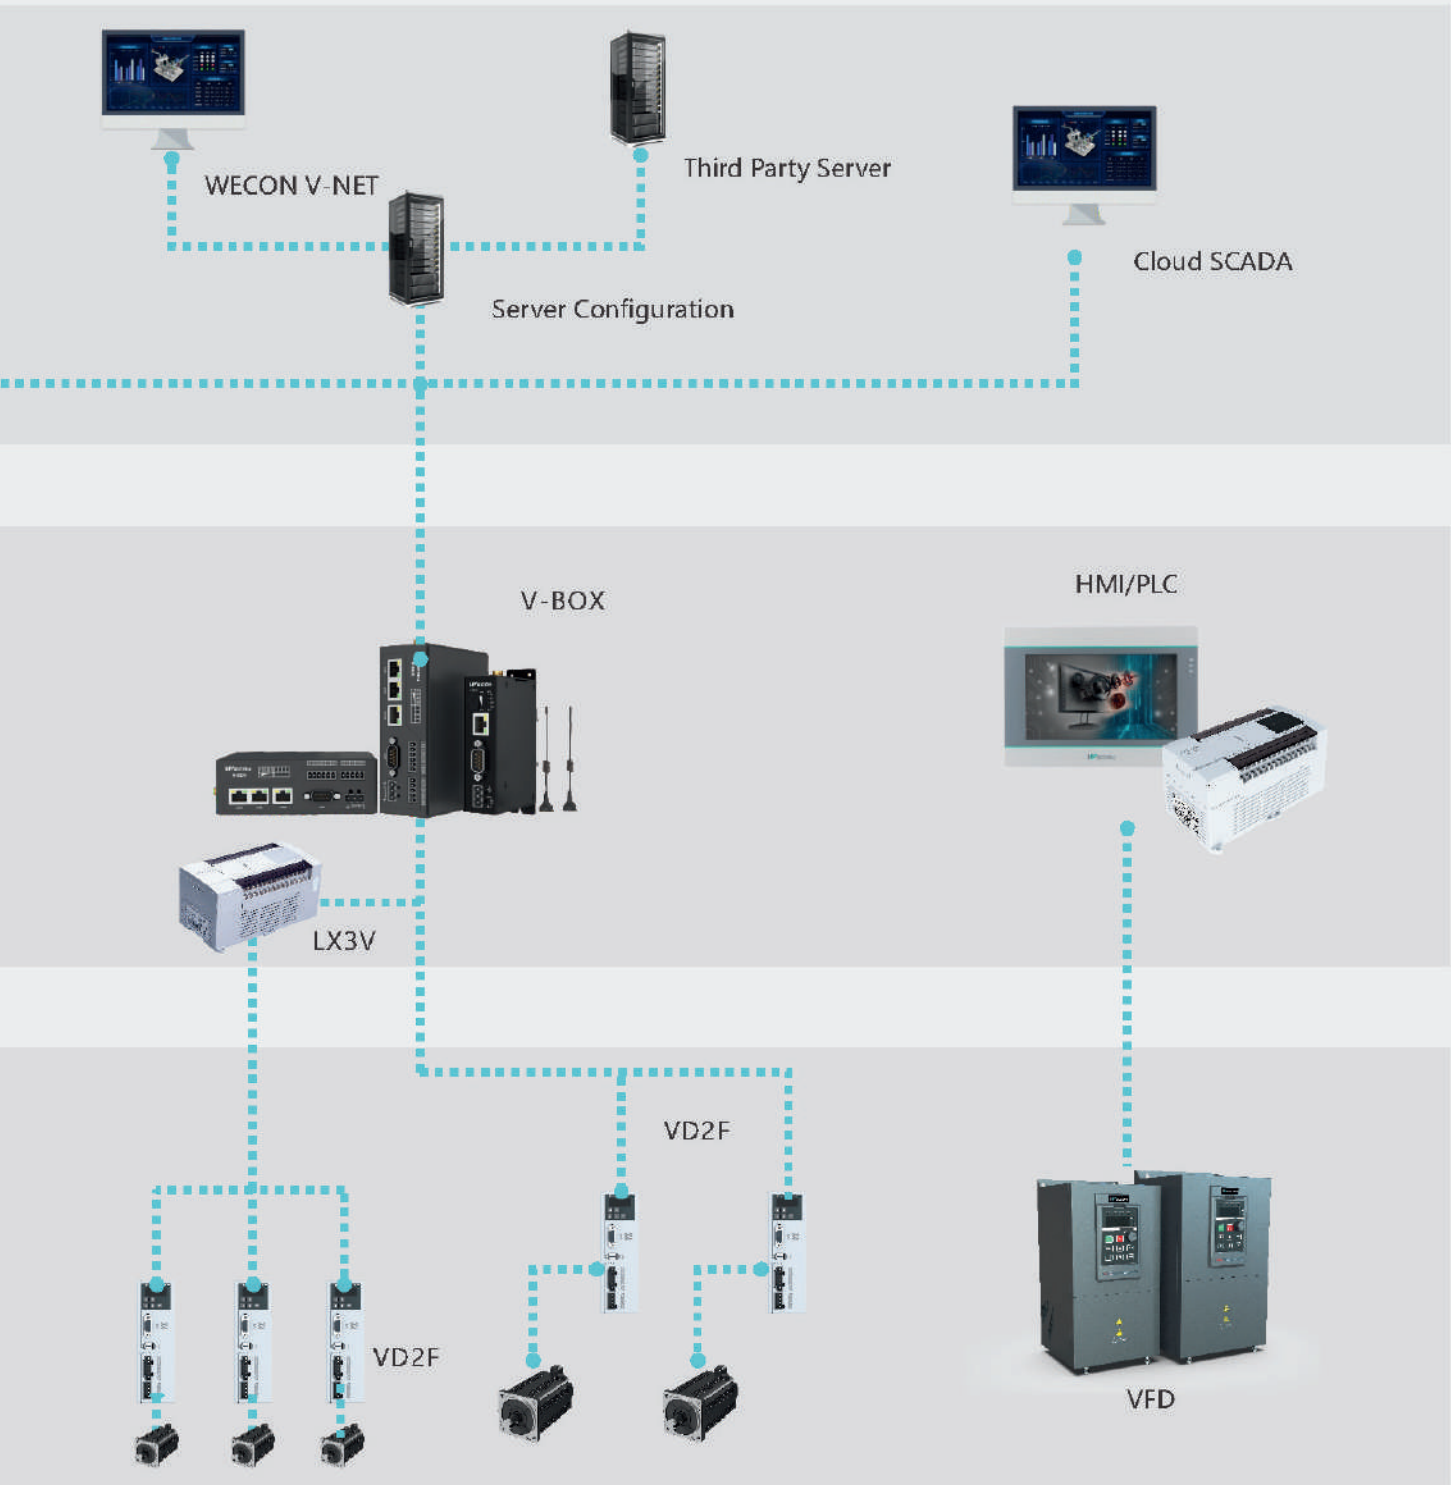 WECON V-NET
Third Party Server
Cloud SCADA
Server Configuration
V-BOX
HMI/PLC
LX3V
VD2F
VD2F
VFD